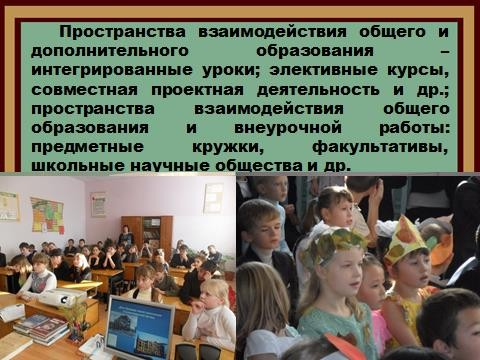 Пространства взаимодействия общего и
дополнительного образования –
интегрированные уроки; элективные курсы,
совместная проектная деятельность и др.;
пространства взаимодействия общего
образования и внеурочной работы:
предметные кружки, факультативы,
школьные научные общества и др.